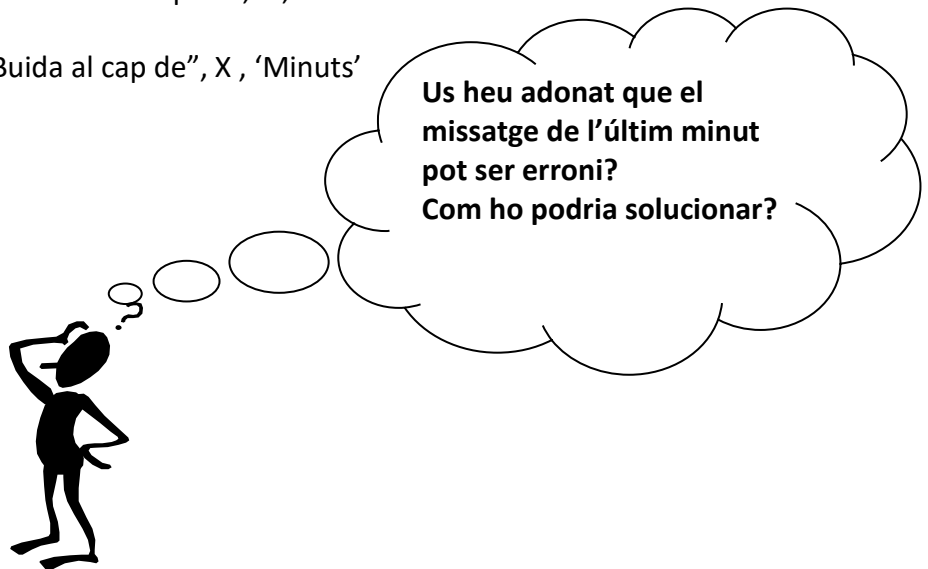 Buida al cap de”, X , ‘Minuts’
Us heu adonat que el
missatge de l’últim minut
pot ser erroni?
Com ho podria solucionar?
?